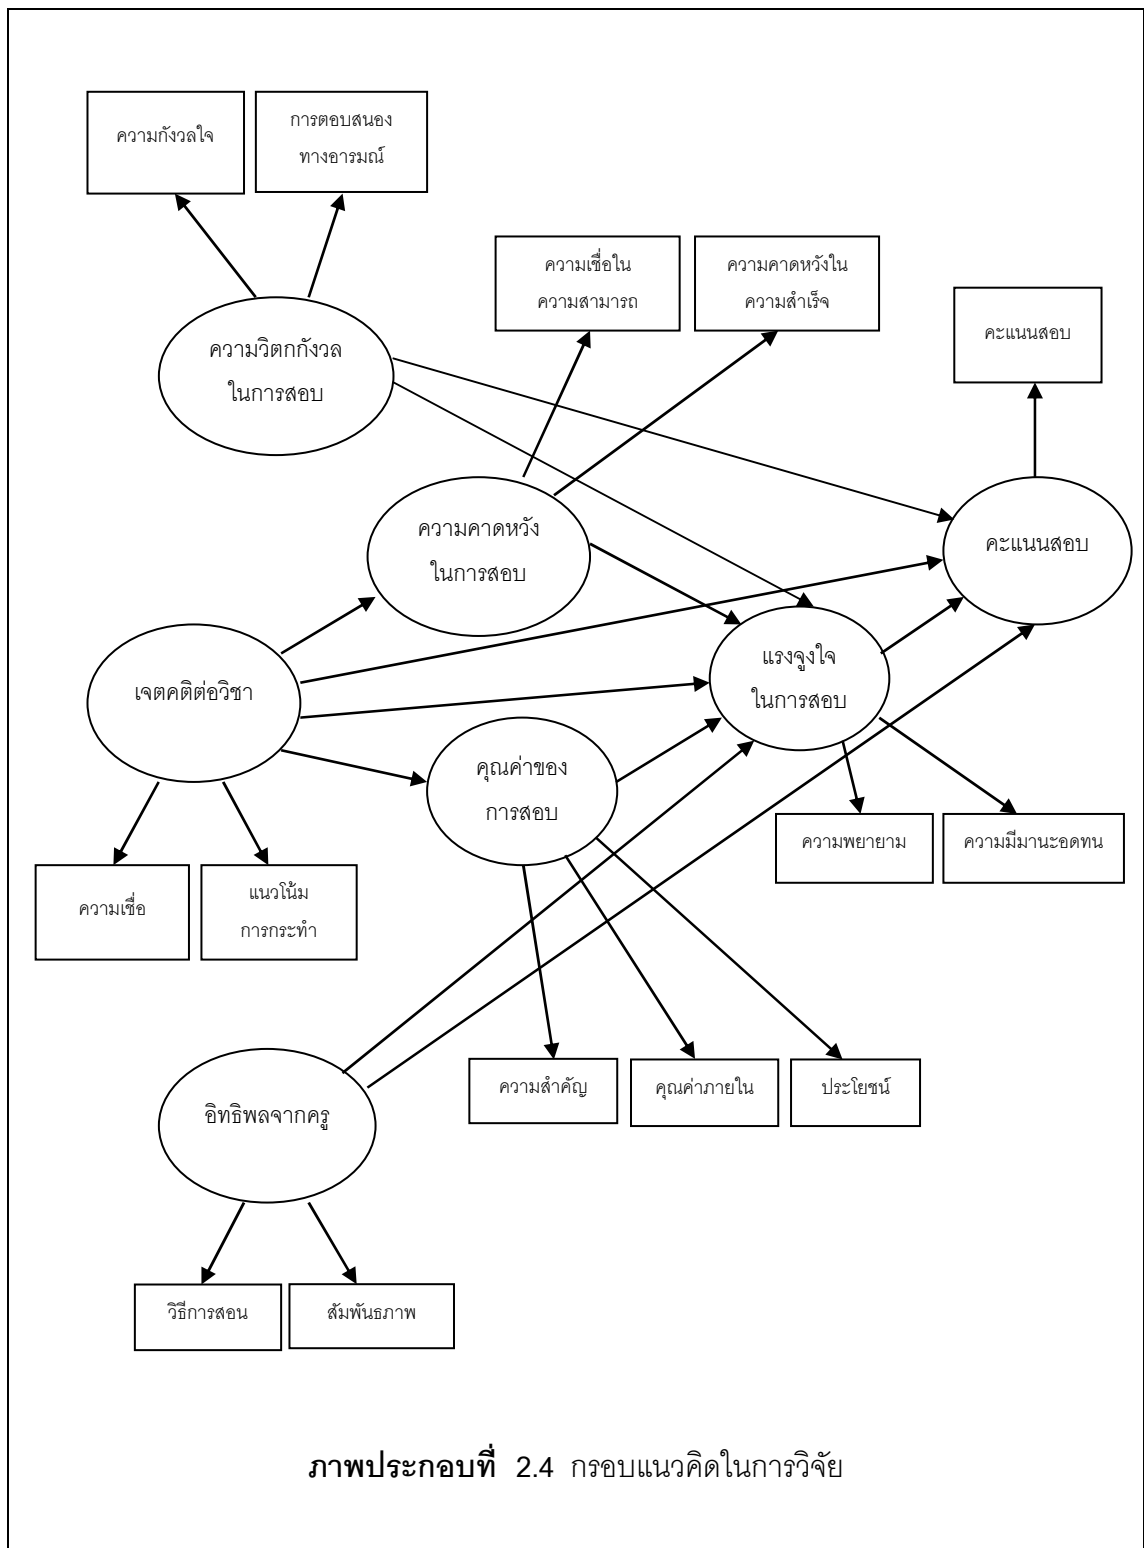 ความกังวลใจ
การตอบสนอง
ทางอารมณ์
ความเชื่อใน
ความสามารถ
ความคาดหวังใน
ความสำเร็จ
คะแนนสอบ
ความวิตกกังวล
ในการสอบ
ความคาดหวัง
ในการสอบ
คะแนนสอบ
เจตคติต่อวิชา
แรงจูงใจ
ในการสอบ
คุณค่าของ
การสอบ
ความพยายาม
ความมีมานะอดทน
ความเชื่อ
แนวโน้ม
การกระทำ
ความสำคัญ
คุณค่าภายใน
ประโยชน์
อิทธิพลจากครู
วิธีการสอน
สัมพันธภาพ
ภาพประกอบที่ 2.4 กรอบแนวคิดในการวิจัย